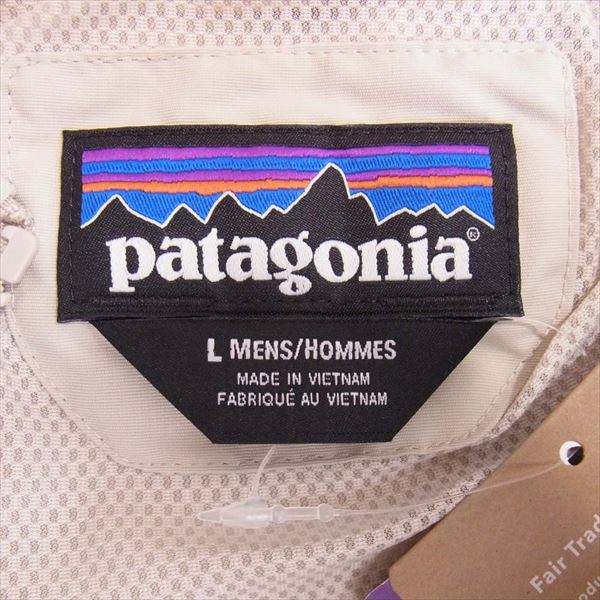 patagonia®
L MENS/HOMMES
MADE IN VIETNAM
FABRIQUÉ AU VIETNAM
Fair Trad